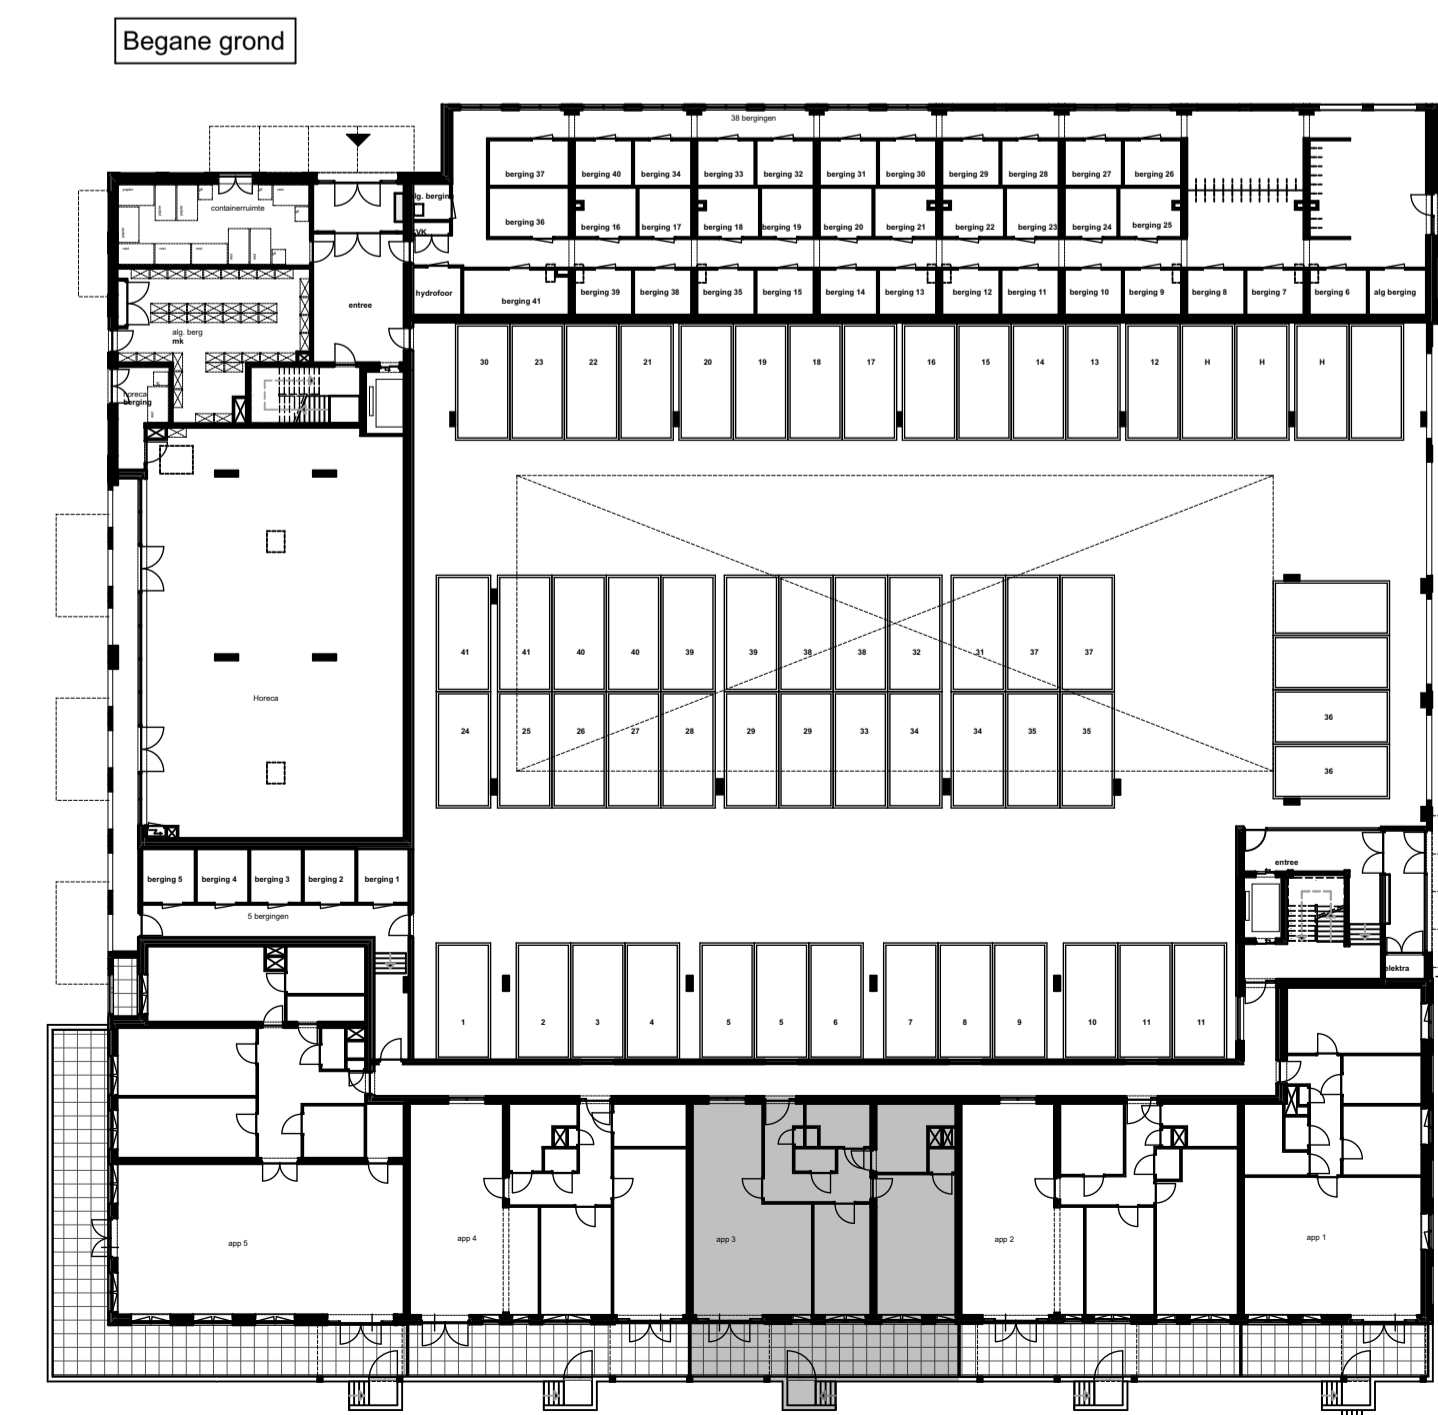 Begane grond
38 bergingen
berging 37
berging 40
berging 34
berging 33
berging 32
berging 31
berging 30
berging 29
berging 28
berging 27
berging 26
containerruimte
berging 36
berging 16
berging 17
berging 18
berging 19
berging 20
berging 21
berging 22
berging 23
berging 24
berging 25
hydrofoor
berging 41
berging 39
berging 38
berging 35
berging 15
berging 14
berging 13
berging 12
berging 11
berging 10
berging 9
berging 8
berging 7
berging 6
alg berging
entree
alg. berg
mk
horeca
berging
30
23
22
21
20
19
18
17
16
15
14
13
12
H
H
H
41
41
40
40
39
39
38
38
32
31
37
37
24
25
26
27
28
29
29
33
34
34
35
35
36
36
Horeca
berging 5
berging 4
berging 3
berging 2
berging 1
5 bergingen
entree
elektra
1
2
3
4
5
5
6
7
8
9
10
11
11
app 5
app 4
app 3
app 2
app 1